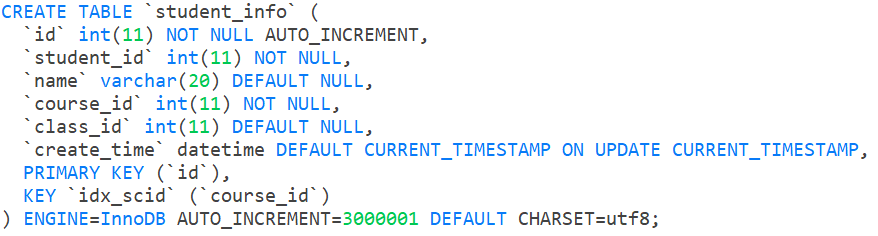 CREATE TABLE `student_info` (
  `id` int(11) NOT NULL AUTO_INCREMENT,
  `student_id` int(11) NOT NULL,
  `name` varchar(20) DEFAULT NULL,
  `course_id` int(11) NOT NULL,
  `class_id` int(11) DEFAULT NULL,
  `create_time` datetime DEFAULT CURRENT_TIMESTAMP ON UPDATE CURRENT_TIMESTAMP,
  PRIMARY KEY (`id`),
  KEY `idx_scid` (`course_id`)
) ENGINE=InnoDB AUTO_INCREMENT=3000001 DEFAULT CHARSET=utf8;